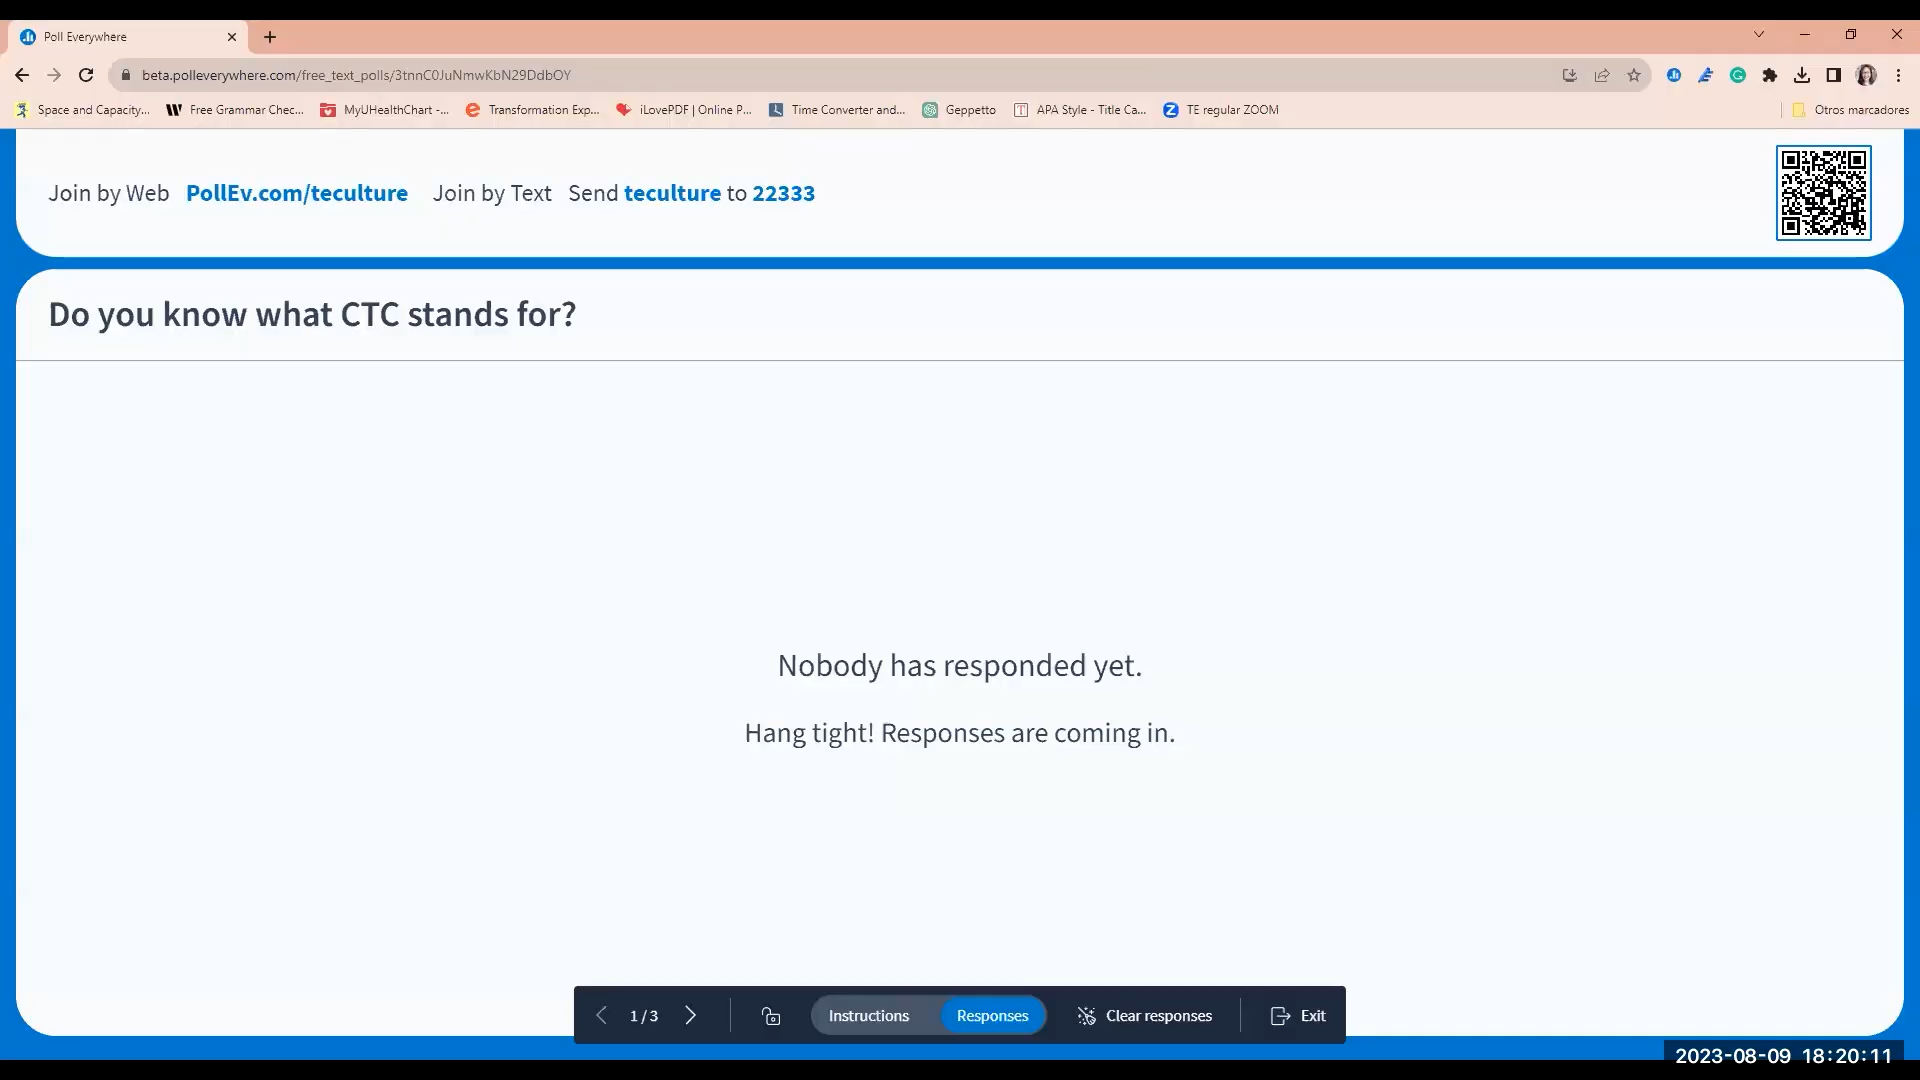 Poll Everywhere
beta.polleverywhere.com/free_text_polls/3tnnC0JuNmwKbN29DdbOY
Space and Capacity... Free Grammar Chec... MyUHealthChart -... Transformation Exp... iLovePDF | Online P... Time Converter and... Geppetto APA Style - Title Ca... TE regular ZOOM Otros marcadores
Join by Web PollEv.com/teculture Join by Text Send teculture to 22333
Do you know what CTC stands for?
Nobody has responded yet.
Hang tight! Responses are coming in.
1 / 3 Instructions Responses Clear responses Exit
2023-08-09 18:20:11